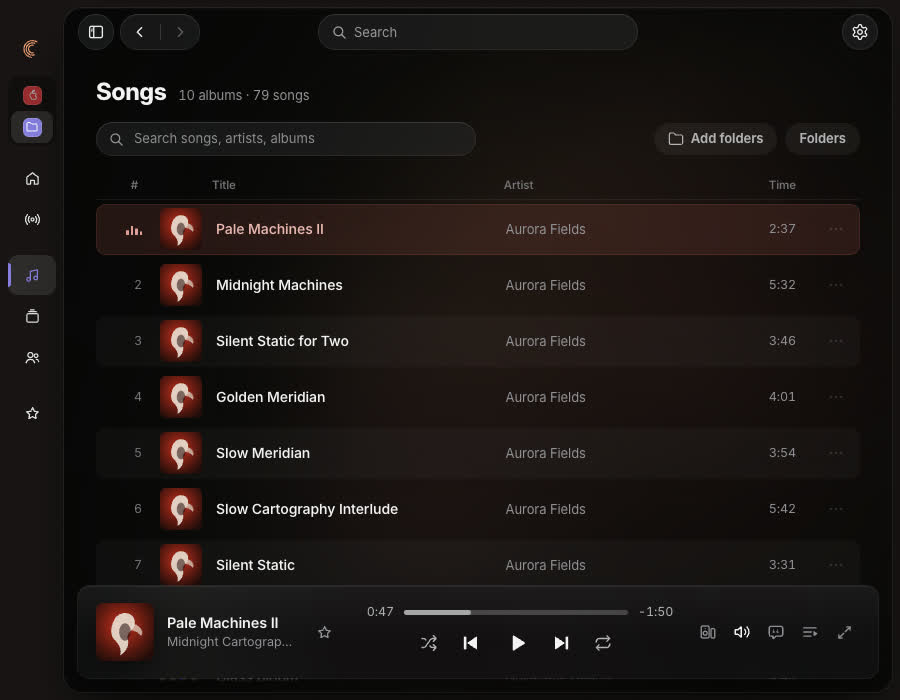 Search
Songs 10 albums · 79 songs
Search songs, artists, albums
Add folders
Folders
# Title Artist Time
Pale Machines II Aurora Fields 2:37
2 Midnight Machines Aurora Fields 5:32
3 Silent Static for Two Aurora Fields 3:46
4 Golden Meridian Aurora Fields 4:01
5 Slow Meridian Aurora Fields 3:54
6 Slow Cartography Interlude Aurora Fields 5:42
7 Silent Static Aurora Fields 3:31
0:47 -1:50
Pale Machines II
Midnight Cartograp...